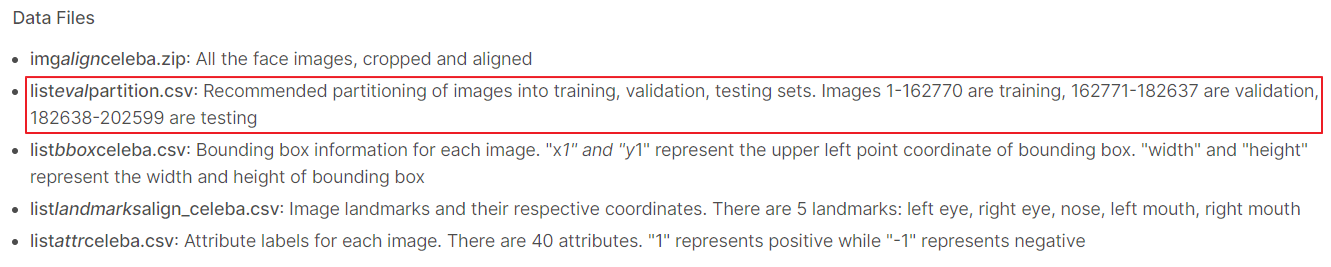 Data Files
imgalignceleba.zip: All the face images, cropped and aligned
listevalpartition.csv: Recommended partitioning of images into training, validation, testing sets. Images 1-162770 are training, 162771-182637 are validation,
182638-202599 are testing
listbboxceleba.csv: Bounding box information for each image. "x1" and "y1" represent the upper left point coordinate of bounding box. "width" and "height"
represent the width and height of bounding box
listlandmarksalign_celeba.csv: Image landmarks and their respective coordinates. There are 5 landmarks: left eye, right eye, nose, left mouth, right mouth
listattrceleba.csv: Attribute labels for each image. There are 40 attributes. "1" represents positive while "-1" represents negative